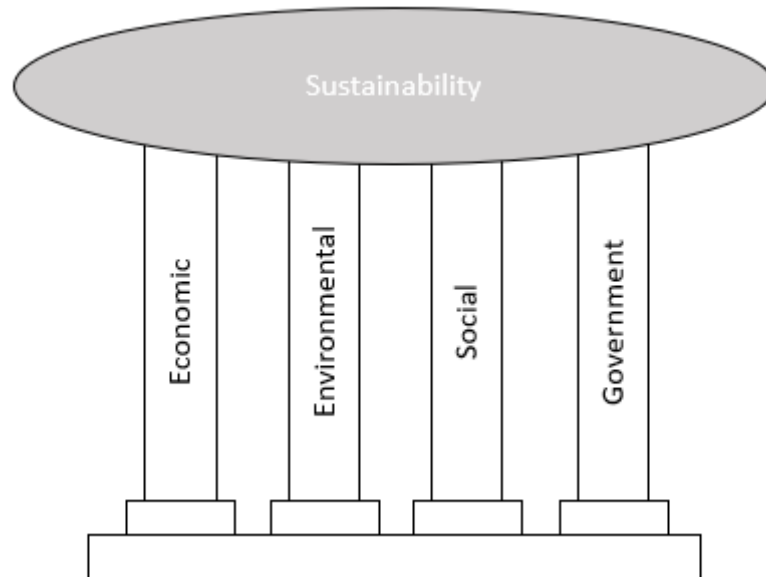 Sustainability
Economic
Environmental
Social
Government